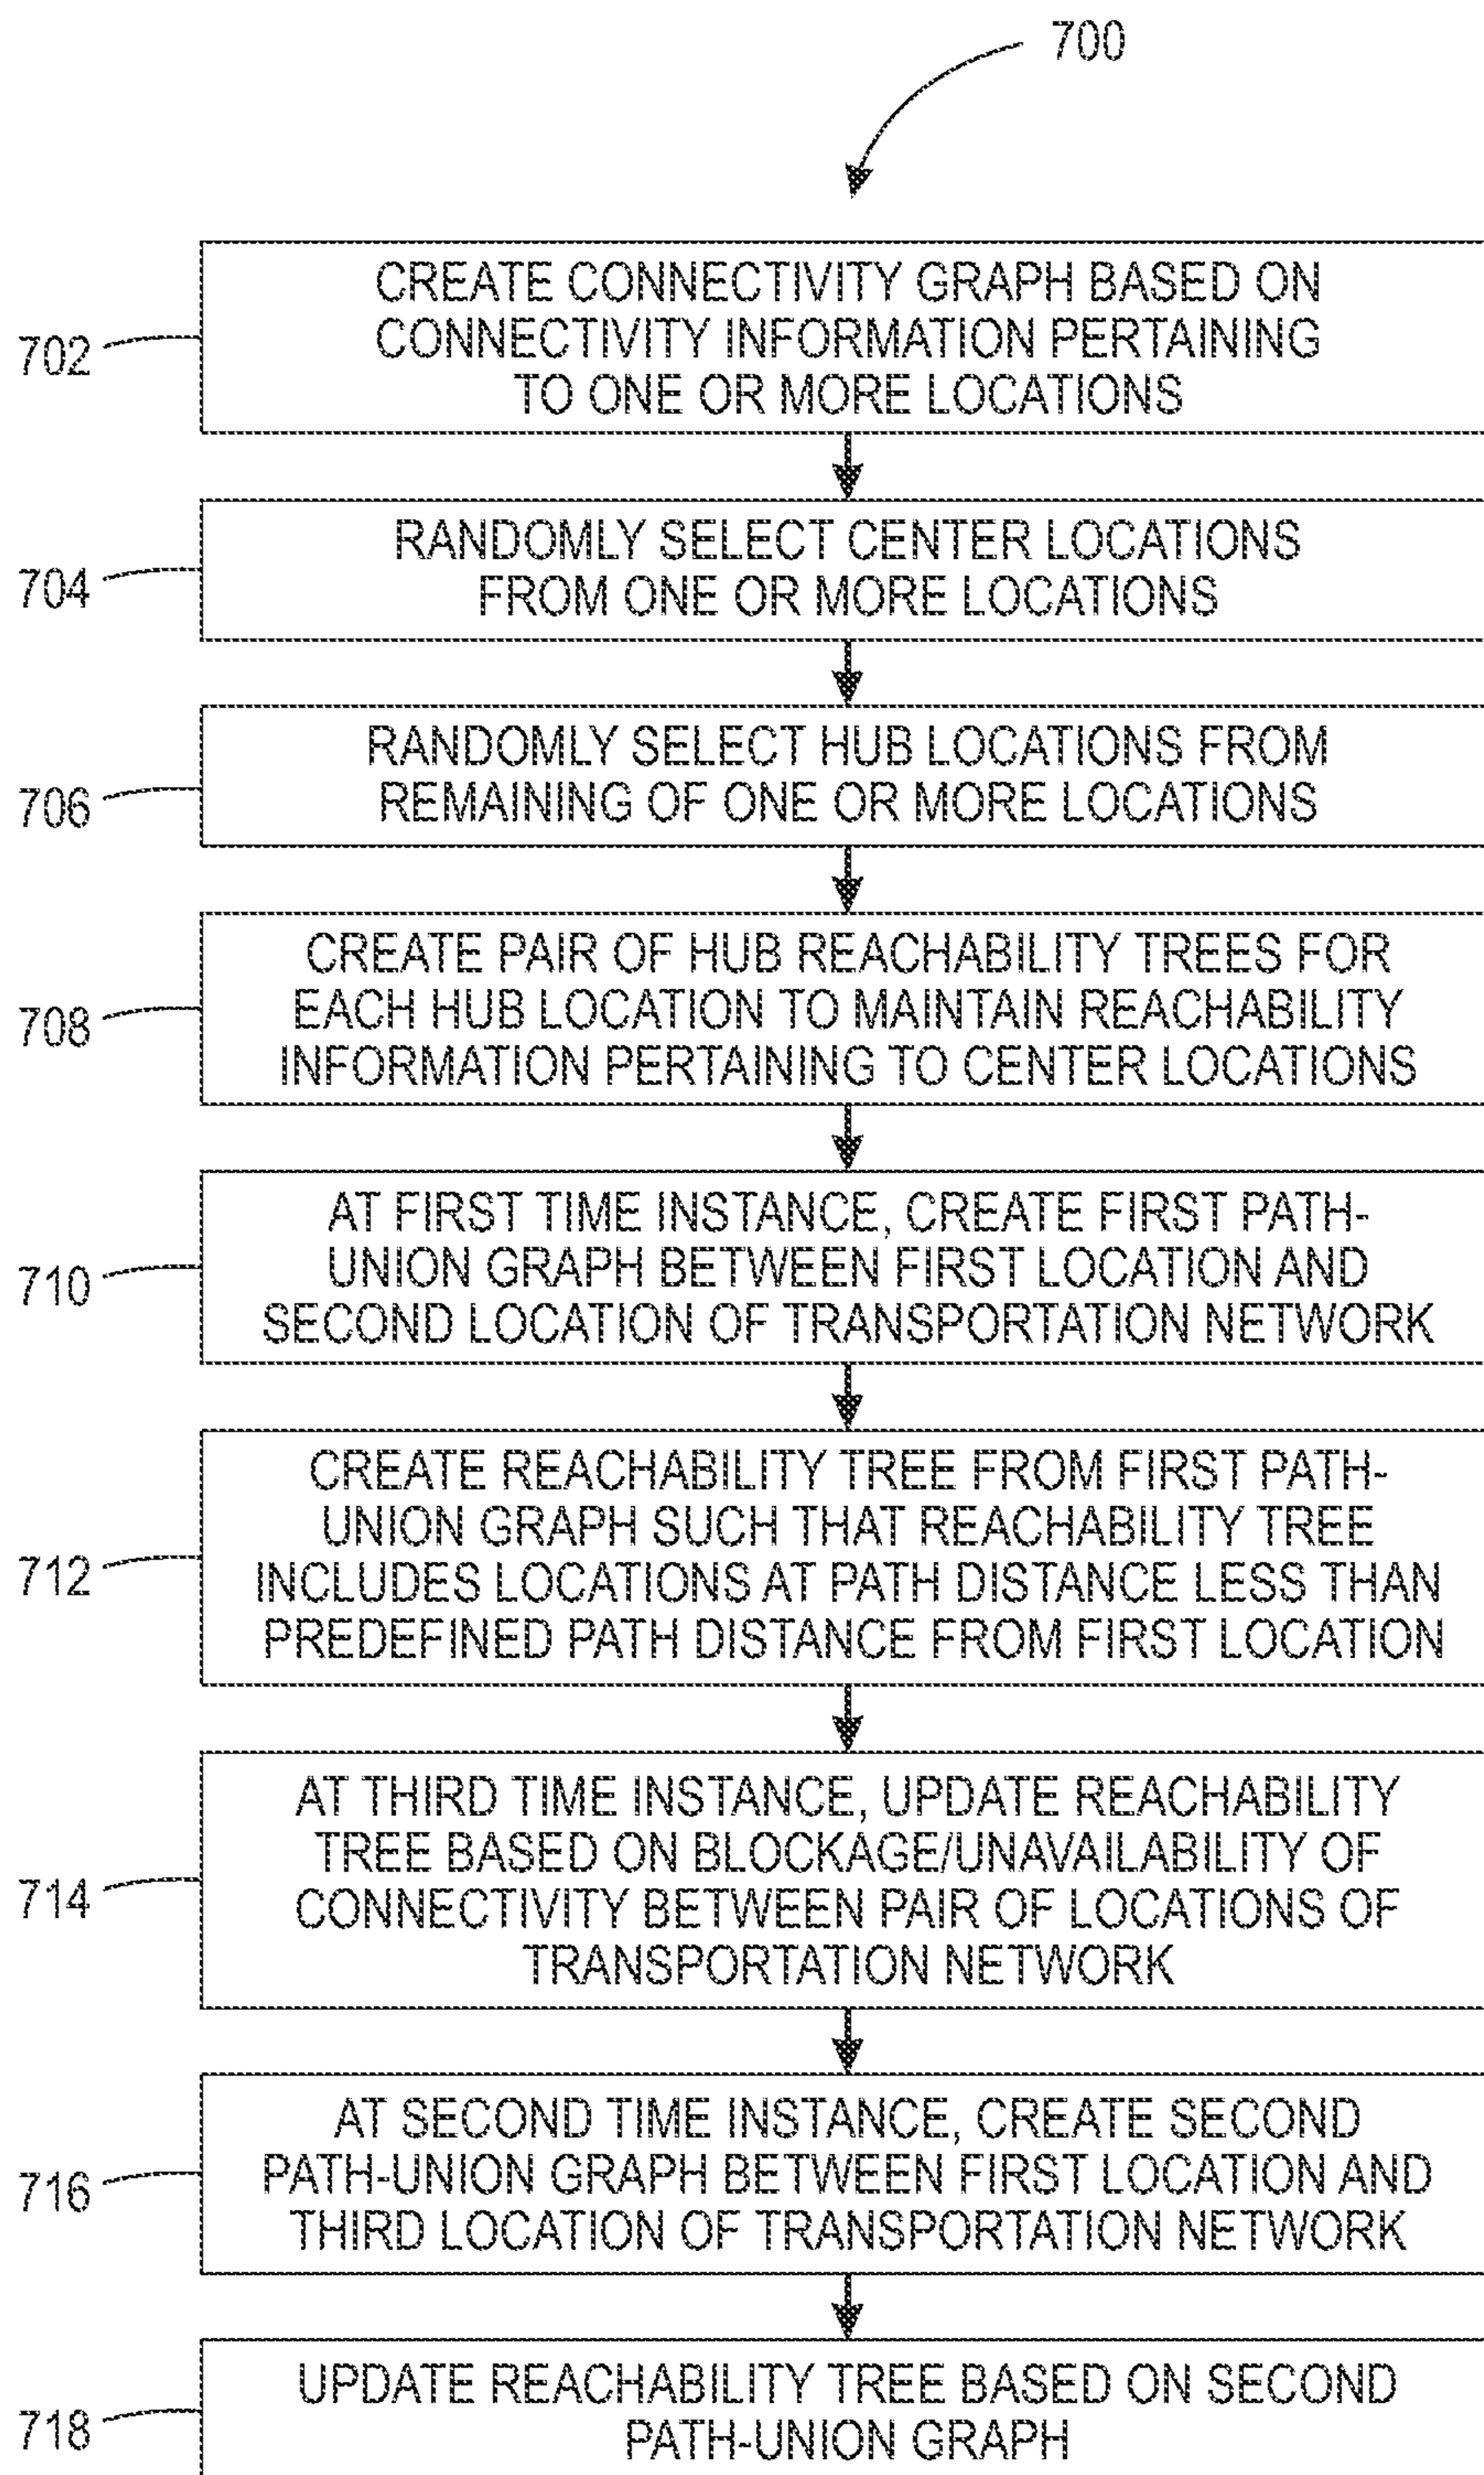 700
702
CREATE CONNECTIVITY GRAPH BASED ON
CONNECTIVITY INFORMATION PERTAINING
TO ONE OR MORE LOCATIONS
704
RANDOMLY SELECT CENTER LOCATIONS
FROM ONE OR MORE LOCATIONS
706
RANDOMLY SELECT HUB LOCATIONS FROM
REMAINING OF ONE OR MORE LOCATIONS
708
CREATE PAIR OF HUB REACHABILITY TREES FOR
EACH HUB LOCATION TO MAINTAIN REACHABILITY
INFORMATION PERTAINING TO CENTER LOCATIONS
710
AT FIRST TIME INSTANCE, CREATE FIRST PATH-
UNION GRAPH BETWEEN FIRST LOCATION AND
SECOND LOCATION OF TRANSPORTATION NETWORK
712
CREATE REACHABILITY TREE FROM FIRST PATH-
UNION GRAPH SUCH THAT REACHABILITY TREE
INCLUDES LOCATIONS AT PATH DISTANCE LESS THAN
PREDEFINED PATH DISTANCE FROM FIRST LOCATION
714
AT THIRD TIME INSTANCE, UPDATE REACHABILITY
TREE BASED ON BLOCKAGE/UNAVAILABILITY OF
CONNECTIVITY BETWEEN PAIR OF LOCATIONS OF
TRANSPORTATION NETWORK
716
AT SECOND TIME INSTANCE, CREATE SECOND
PATH-UNION GRAPH BETWEEN FIRST LOCATION AND
THIRD LOCATION OF TRANSPORTATION NETWORK
718
UPDATE REACHABILITY TREE BASED ON SECOND
PATH-UNION GRAPH